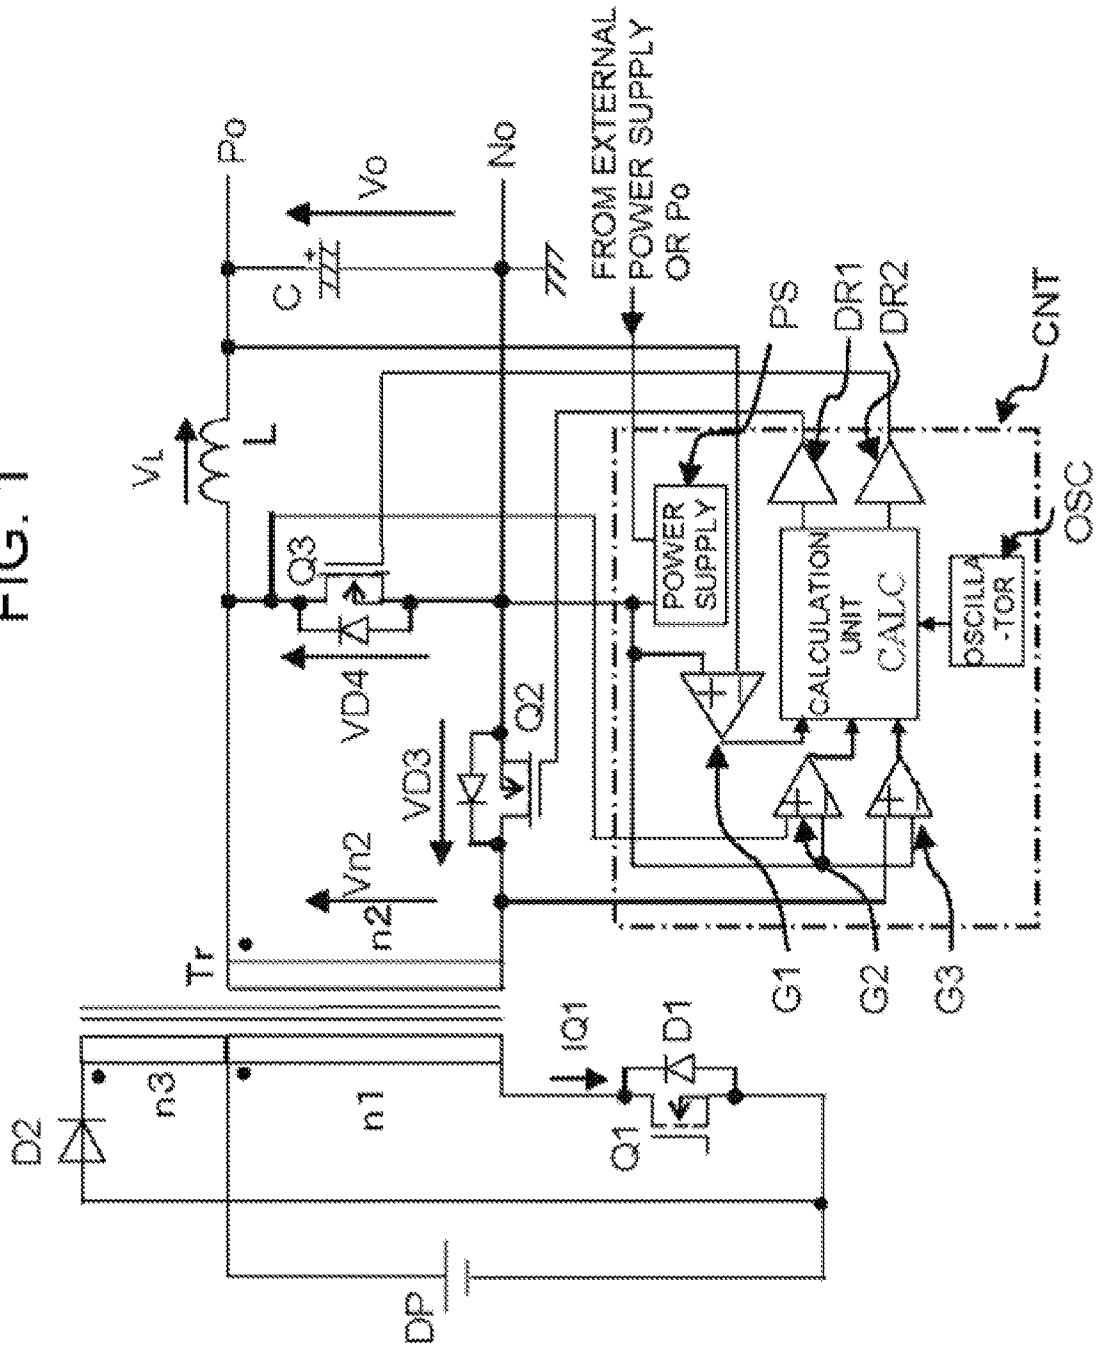 FIG. 1
Po
No
Vo
C
+
VL
L
FROM EXTERNAL
POWER SUPPLY
OR Po
PS
DR1
DR2
CNT
OSC
Q3
VD4
VD3
Q2
Vn2
n2
Tr
POWER
SUPPLY
CALCULATION
UNIT
CALC
OSCILLA
-TOR
G1
G2
G3
D2
n3
n1
IQ1
D1
Q1
DP